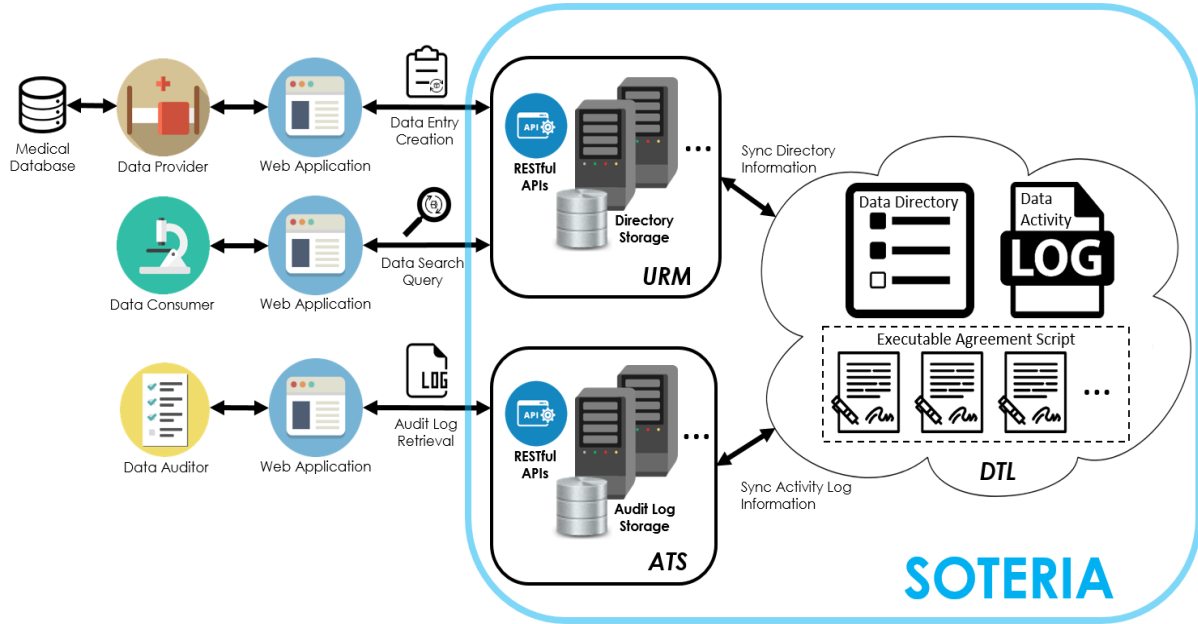 Medical
Database
Data Provider
Web Application
Data Entry
Creation
API
RESTful
APIs
Directory
Storage
URM
Data Consumer
Web Application
Data Search
Query
Sync Directory
Information
Data Directory
Data
Activity
LOG
Executable Agreement Script
DTL
Data Auditor
Web Application
LOG
Audit Log
Retrieval
API
RESTful
APIs
Audit Log
Storage
ATS
Sync Activity Log
Information
SOTERIA